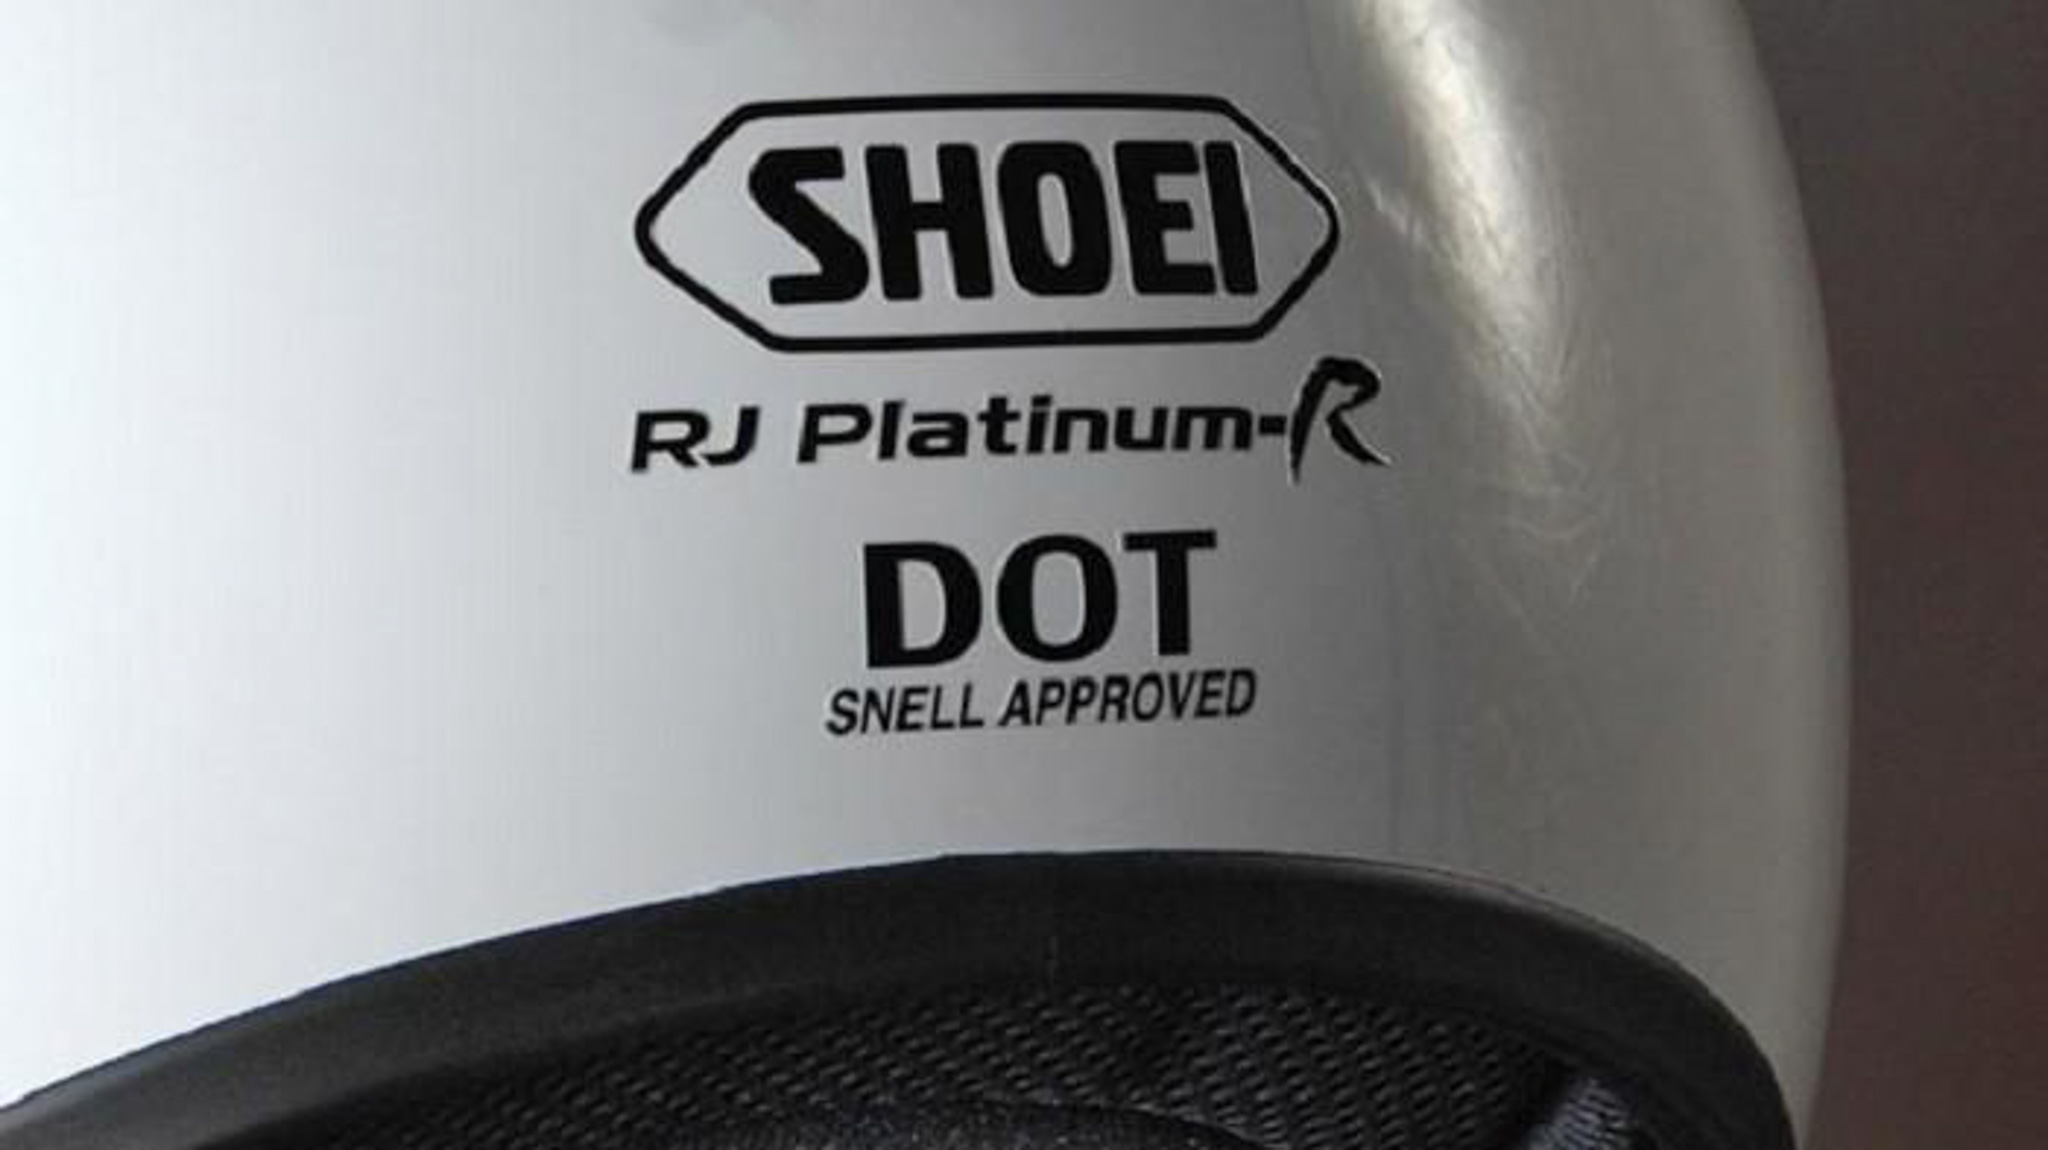 SHOEI
RJ Platinum-R
DOT
SNELL APPROVED